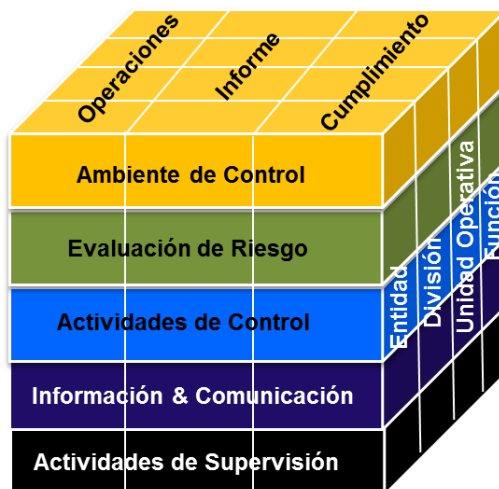 Operaciones
Informe
Cumplimiento
Ambiente de Control
Evaluación de Riesgo
Actividades de Control
Información & Comunicación
Actividades de Supervisión
Entidad
División
Unidad Operativa
Función